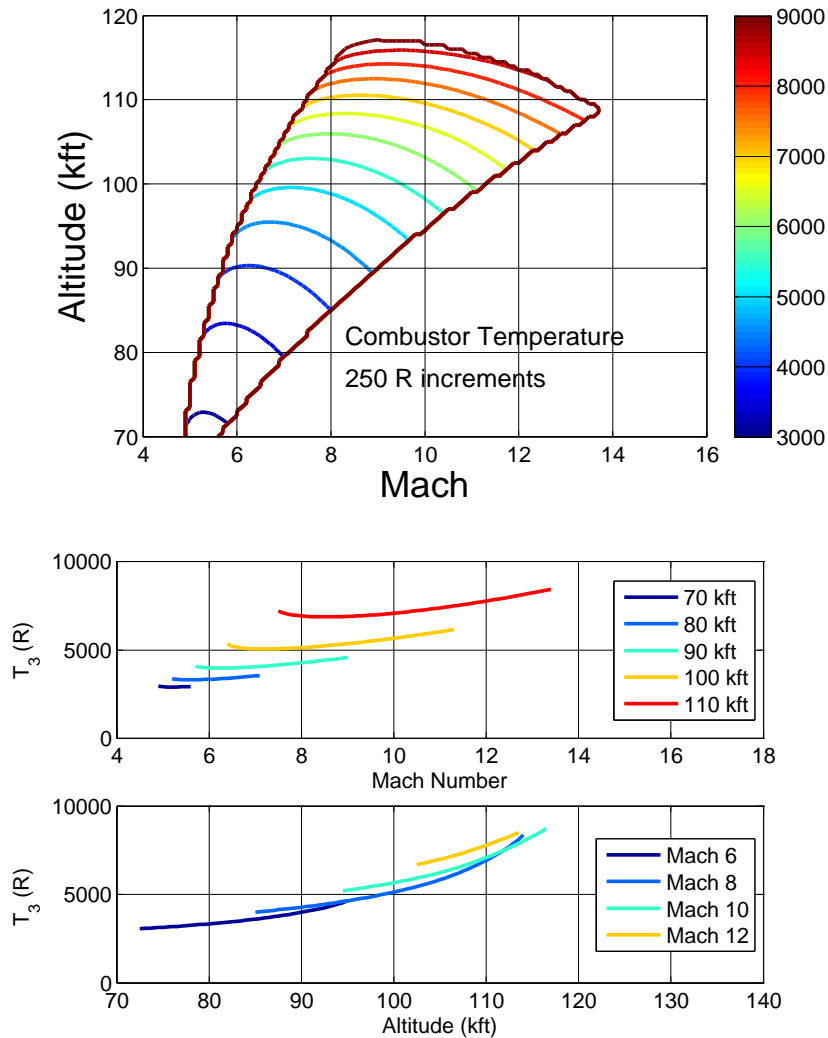 120
110
100
90
80
70
Altitude (kft)
Combustor Temperature
250 R increments
4 6 8 10 12 14 16
Mach
9000
8000
7000
6000
5000
4000
3000
10000
5000
0
T3 (R)
70 kft
80 kft
90 kft
100 kft
110 kft
4 6 8 10 12 14 16 18
Mach Number
10000
5000
0
T3 (R)
Mach 6
Mach 8
Mach 10
Mach 12
70 80 90 100 110 120 130 140
Altitude (kft)